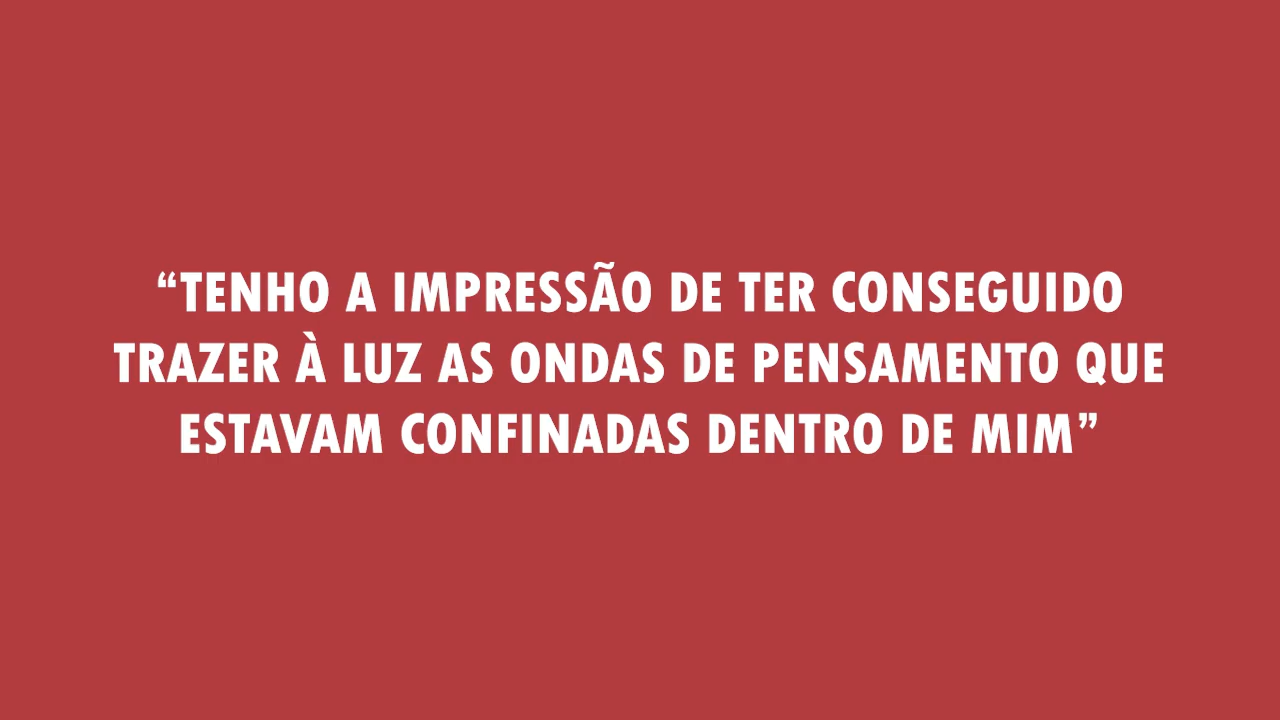 “TENHO A IMPRESSÃO DE TER CONSEGUIDO
TRAZER À LUZ AS ONDAS DE PENSAMENTO QUE
ESTAVAM CONFINADAS DENTRO DE MIM”